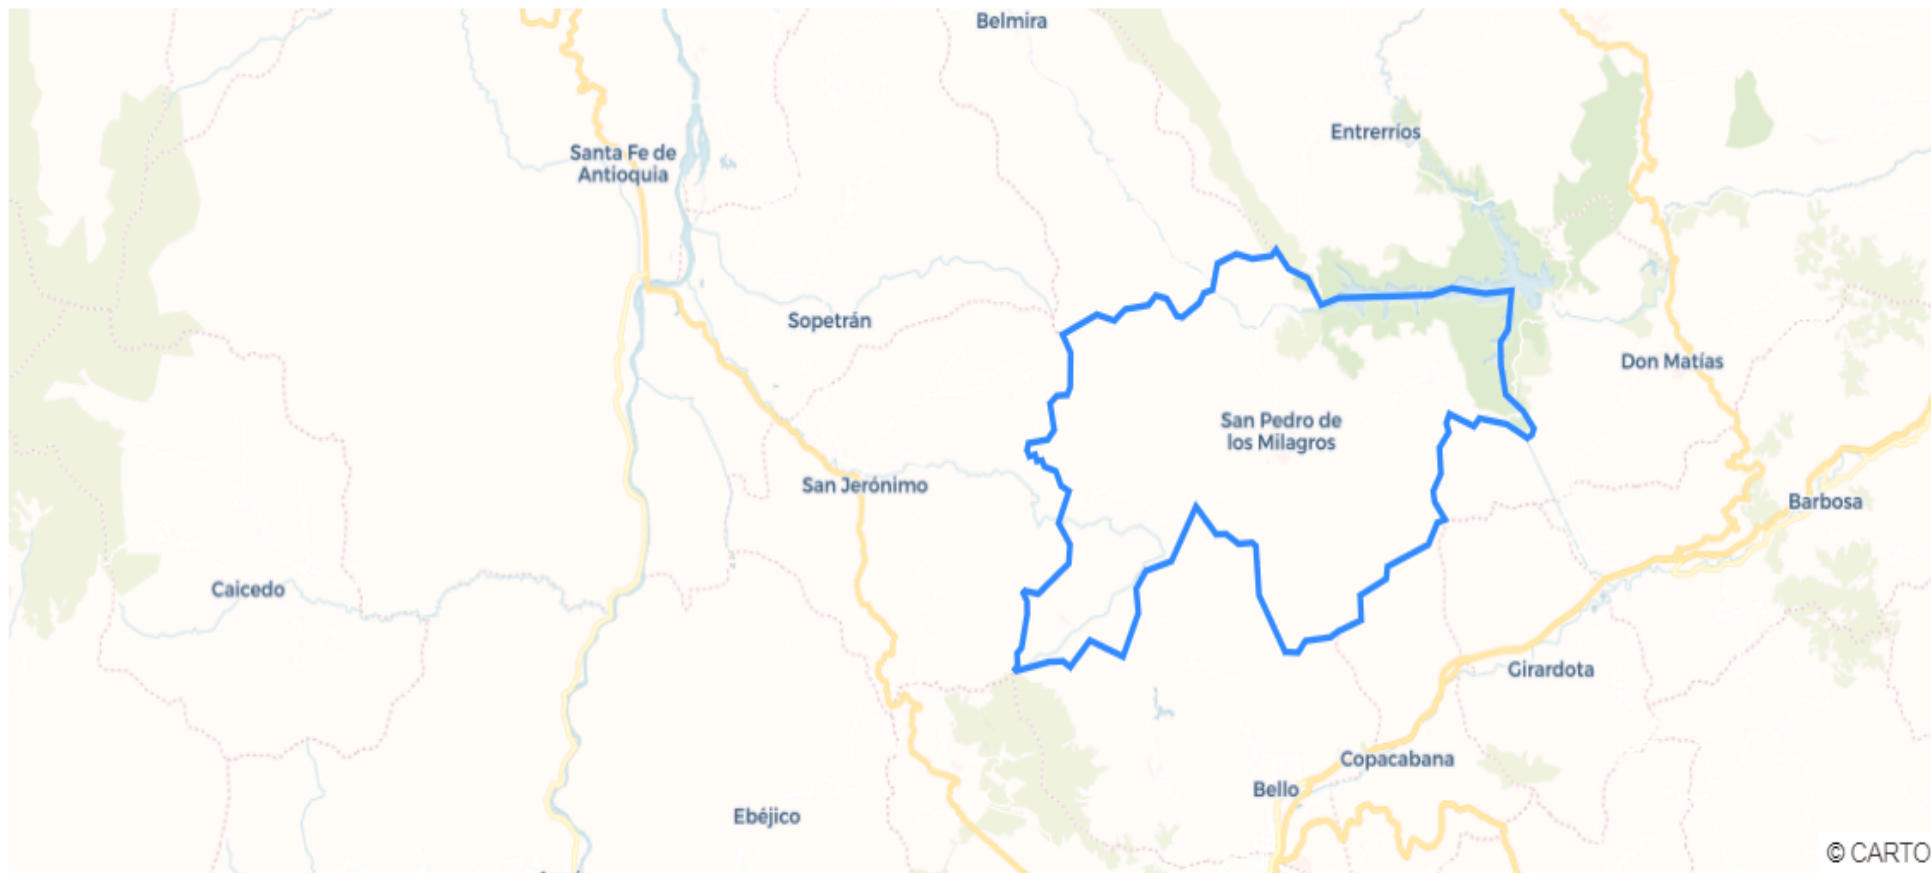 Belmira
Entrerríos
Santa Fe de
Antioquia
Sopetrán
Don Matías
San Pedro de
los Milagros
San Jerónimo
Barbosa
Caicedo
Girardota
Copacabana
Bello
Ebéjico
© CARTO